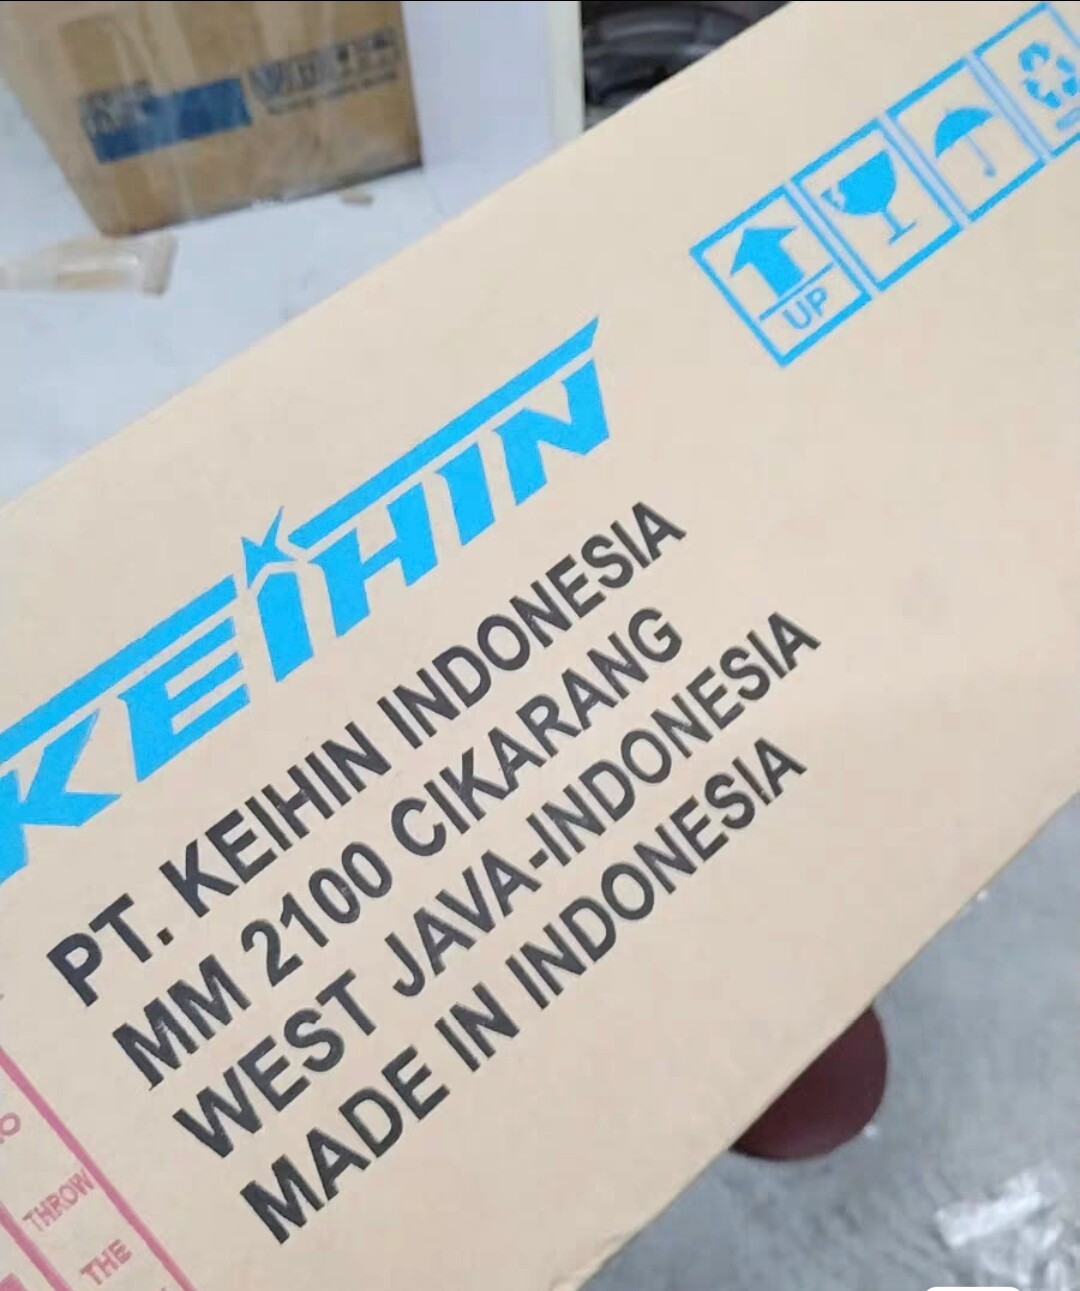 UP
KEIHIN
PT. KEIHIN INDONESIA
MM 2100 CIKARANG
WEST JAVA-INDONESIA
MADE IN INDONESIA
THROW
THE